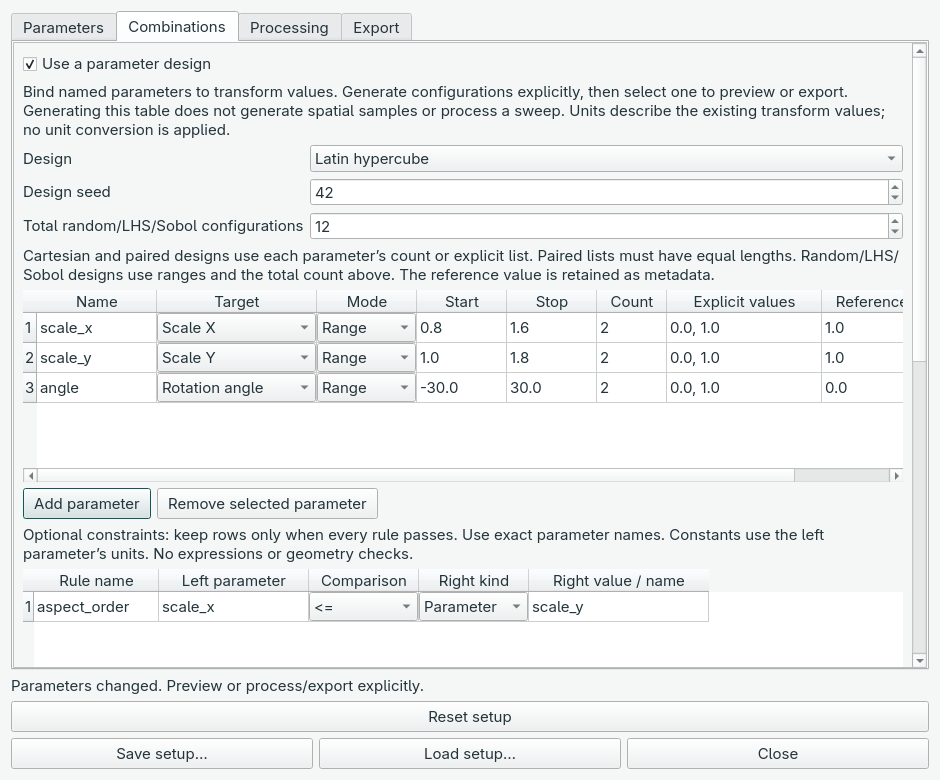 Parameters Combinations Processing Export
Use a parameter design
Bind named parameters to transform values. Generate configurations explicitly, then select one to preview or export.
Generating this table does not generate spatial samples or process a sweep. Units describe the existing transform values;
no unit conversion is applied.
Design Latin hypercube
Design seed 42
Total random/LHS/Sobol configurations 12
Cartesian and paired designs use each parameter’s count or explicit list. Paired lists must have equal lengths. Random/LHS/
Sobol designs use ranges and the total count above. The reference value is retained as metadata.
Name Target Mode Start Stop Count Explicit values Reference
1 scale_x Scale X Range 0.8 1.6 2 0.0, 1.0 1.0
2 scale_y Scale Y Range 1.0 1.8 2 0.0, 1.0 1.0
3 angle Rotation angle Range -30.0 30.0 2 0.0, 1.0 0.0
Add parameter Remove selected parameter
Optional constraints: keep rows only when every rule passes. Use exact parameter names. Constants use the left
parameter’s units. No expressions or geometry checks.
Rule name Left parameter Comparison Right kind Right value / name
1 aspect_order scale_x <= Parameter scale_y
Parameters changed. Preview or process/export explicitly.
Reset setup
Save setup... Load setup... Close